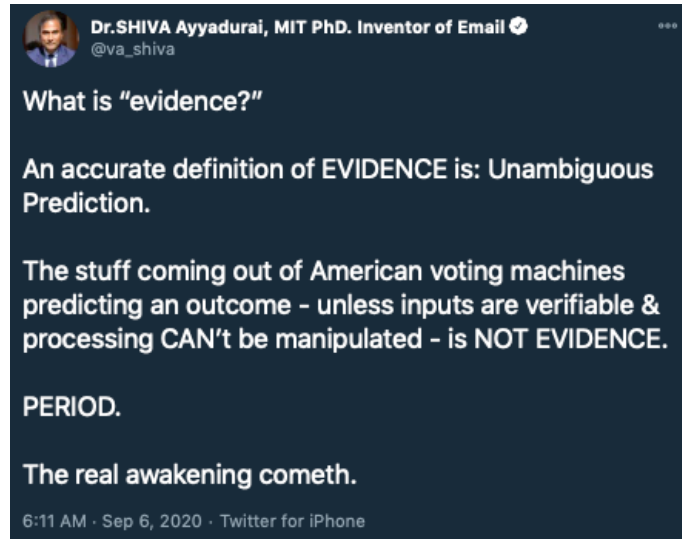 Dr.SHIVA Ayyadurai, MIT PhD. Inventor of Email
@va_shiva
What is “evidence?”
An accurate definition of EVIDENCE is: Unambiguous
Prediction.
The stuff coming out of American voting machines
predicting an outcome - unless inputs are verifiable &
processing CAN’t be manipulated - is NOT EVIDENCE.
PERIOD.
The real awakening cometh.
6:11 AM · Sep 6, 2020 · Twitter for iPhone